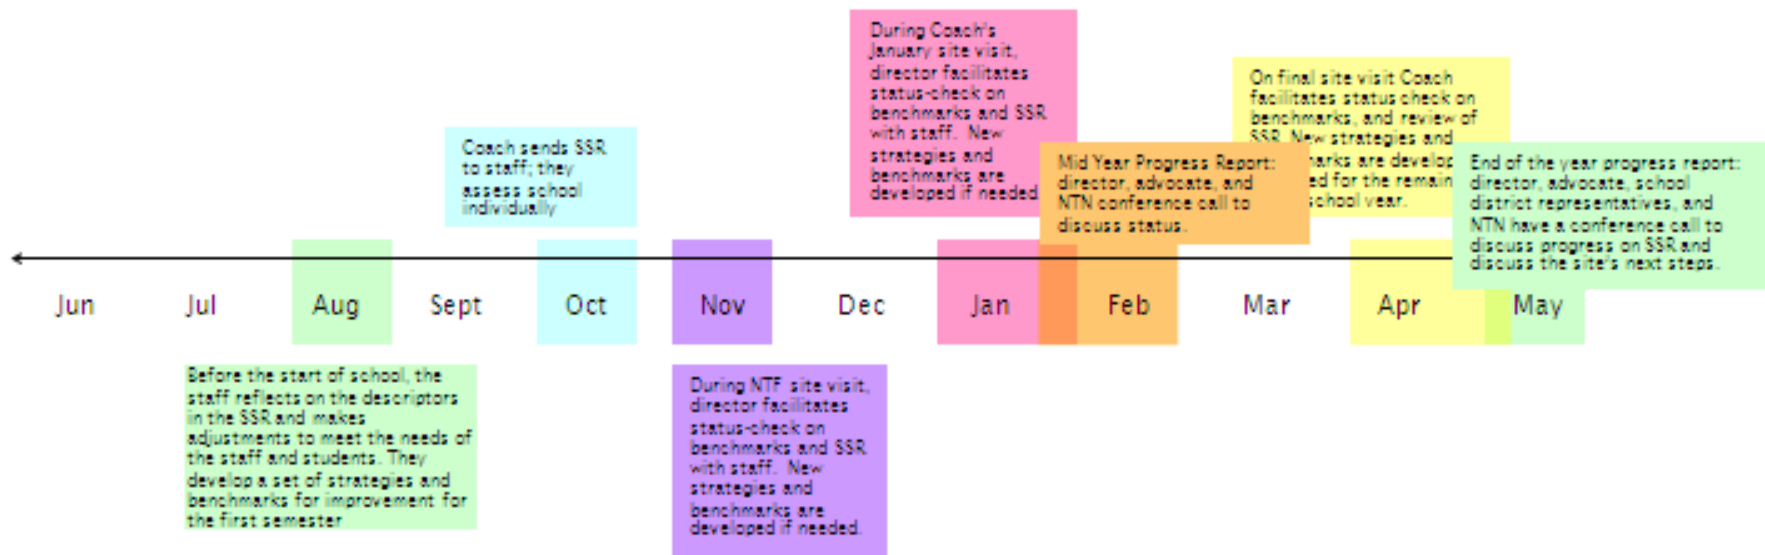 During Coach's
January site visit,
director facilitates
status-check on
benchmarks and SSR
with staff.  New
strategies and
benchmarks are
developed if needed.
On final site visit Coach
facilitates status check on
benchmarks, and review of
SSR. New strategies and
marks are develop
ed for the remain
school year.
Coach sends SSR
to staff; they
assess school
individually
Mid Year Progress Report:
director, advocate, and
NTN conference call to
discuss status.
End of the year progress report:
director, advocate, school
district representatives, and
NTN have a conference call to
discuss progress on SSR and
discuss the site's next steps.
Jun Jul Aug Sept Oct Nov Dec Jan Feb Mar Apr May
Before the start of school, the
staff reflects on the descriptors
in the SSR and makes
adjustments to meet the needs of
the staff and students. They
develop a set of strategies and
benchmarks for improvement for
the first semester
During NTF site visit,
director facilitates
status-check on
benchmarks and SSR
with staff.  New
strategies and
benchmarks are
developed if needed.